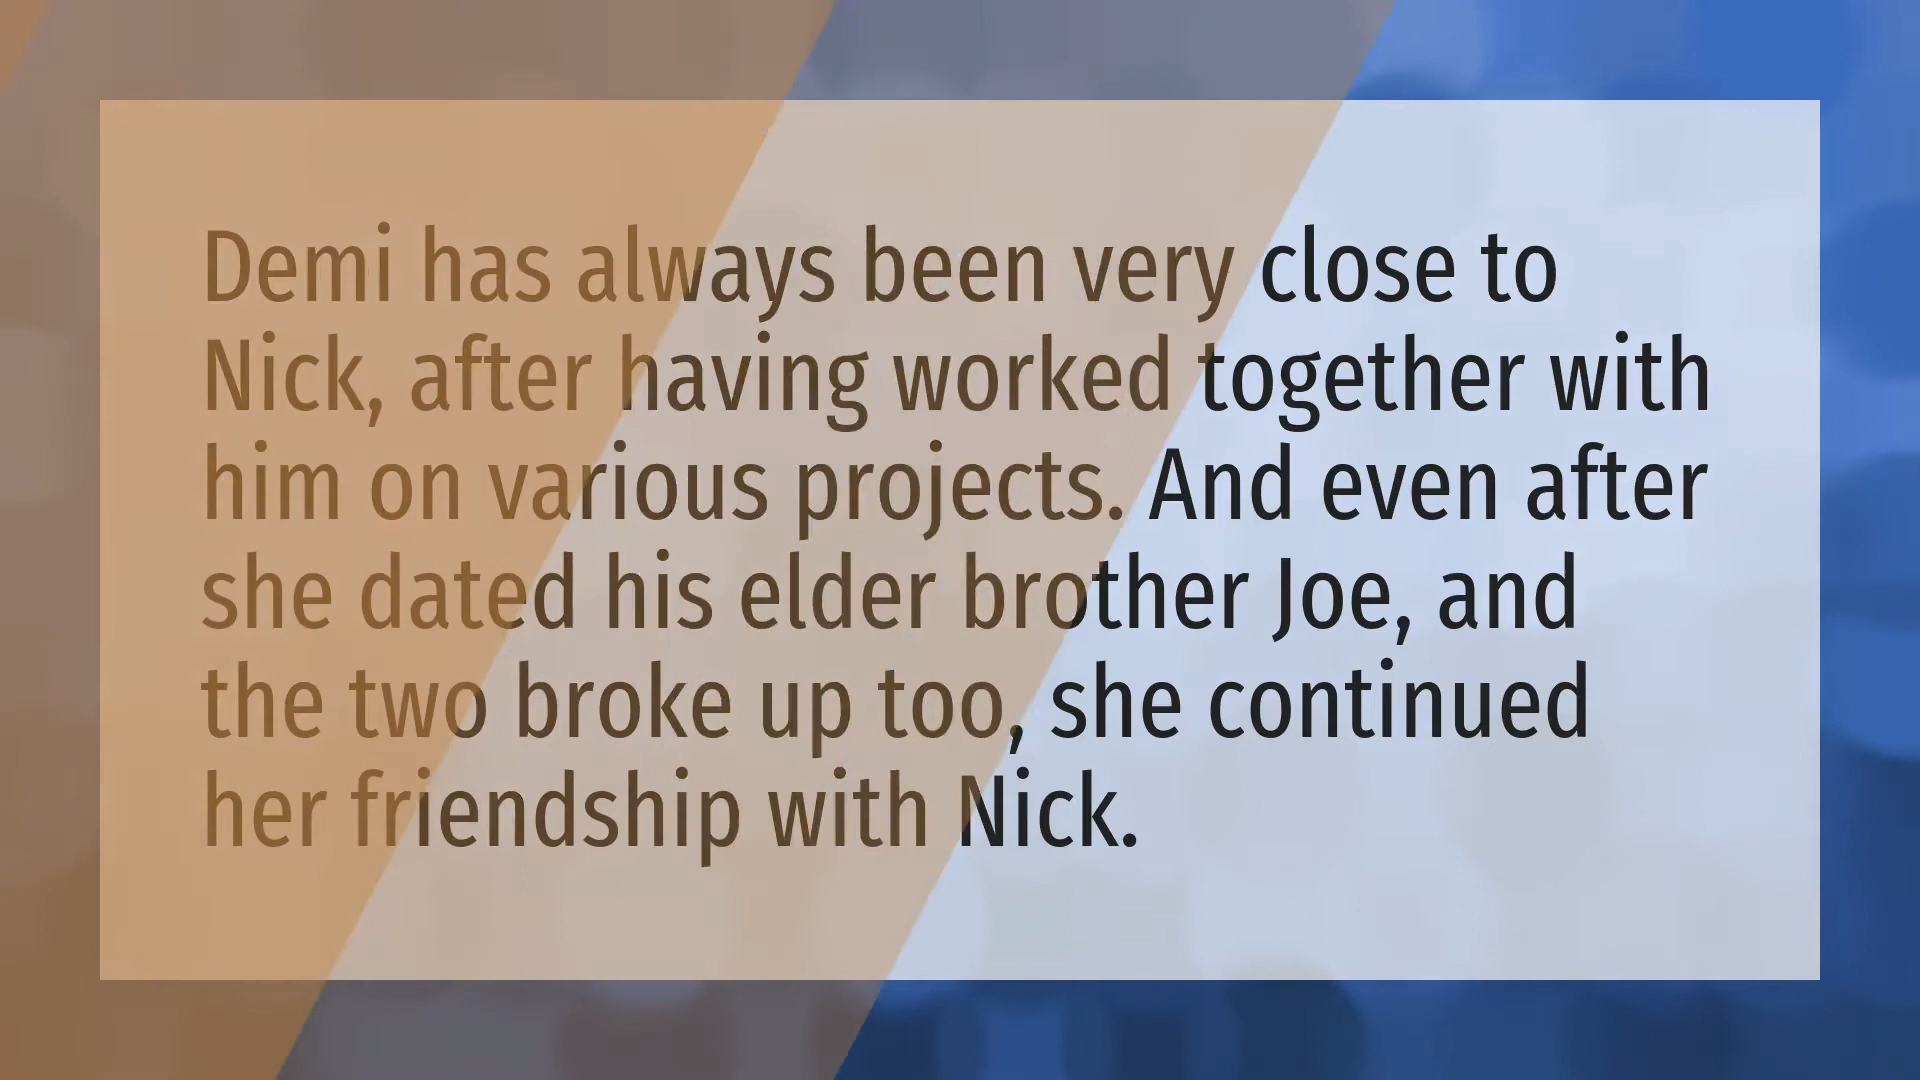 Demi has always been very close to
Nick, after having worked together with
him on various projects. And even after
she dated his elder brother Joe, and
the two broke up too, she continued
her friendship with Nick.